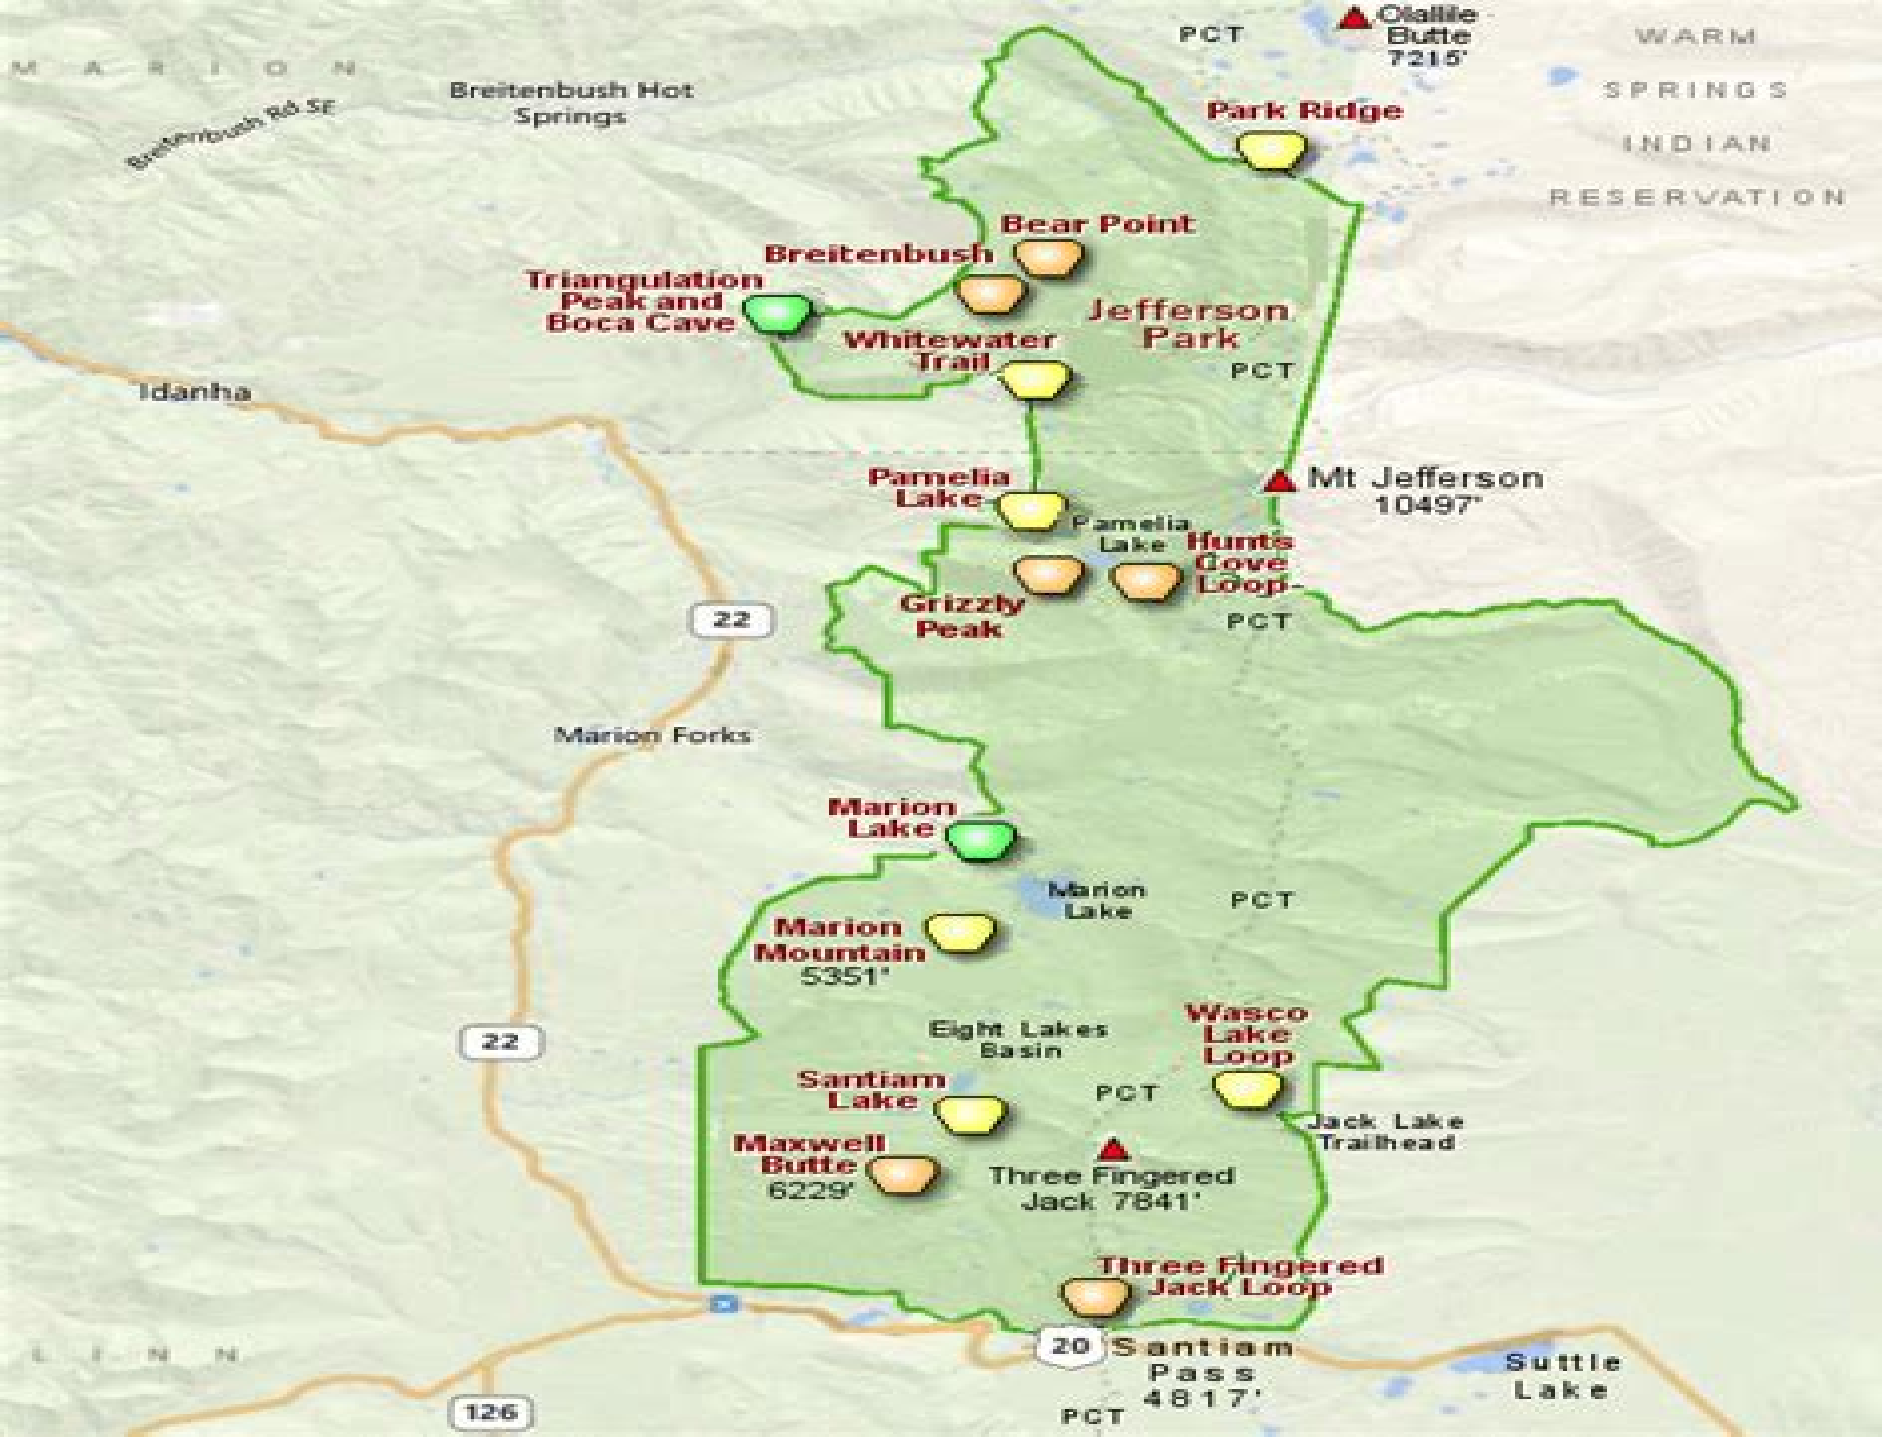 PCT
Olallie
Butte
7215'
WARM
SPRINGS
INDIAN
RESERVATION
MARION
Breitenbush Rd SE
Breitenbush Hot
Springs
Park Ridge
Bear Point
Breitenbush
Triangulation
Peak and
Boca Cave
Jefferson
Park
Whitewater
Trail
PCT
Idanha
Pamelia
Lake
Mt Jefferson
10497'
Pamelia
Lake
Hunts
Cove
Loop
Grizzly
Peak
PCT
22
Marion Forks
Marion
Lake
Marion
Lake
PCT
Marion
Mountain
5351'
Wasco
Lake
Loop
Eight Lakes
Basin
22
Santiam
Lake
PCT
Jack Lake
Trailhead
Maxwell
Butte
6229'
Three Fingered
Jack 7841'
Three Fingered
Jack Loop
20
Santiam
Pass
4817'
Suttle
Lake
LINN
126
PCT